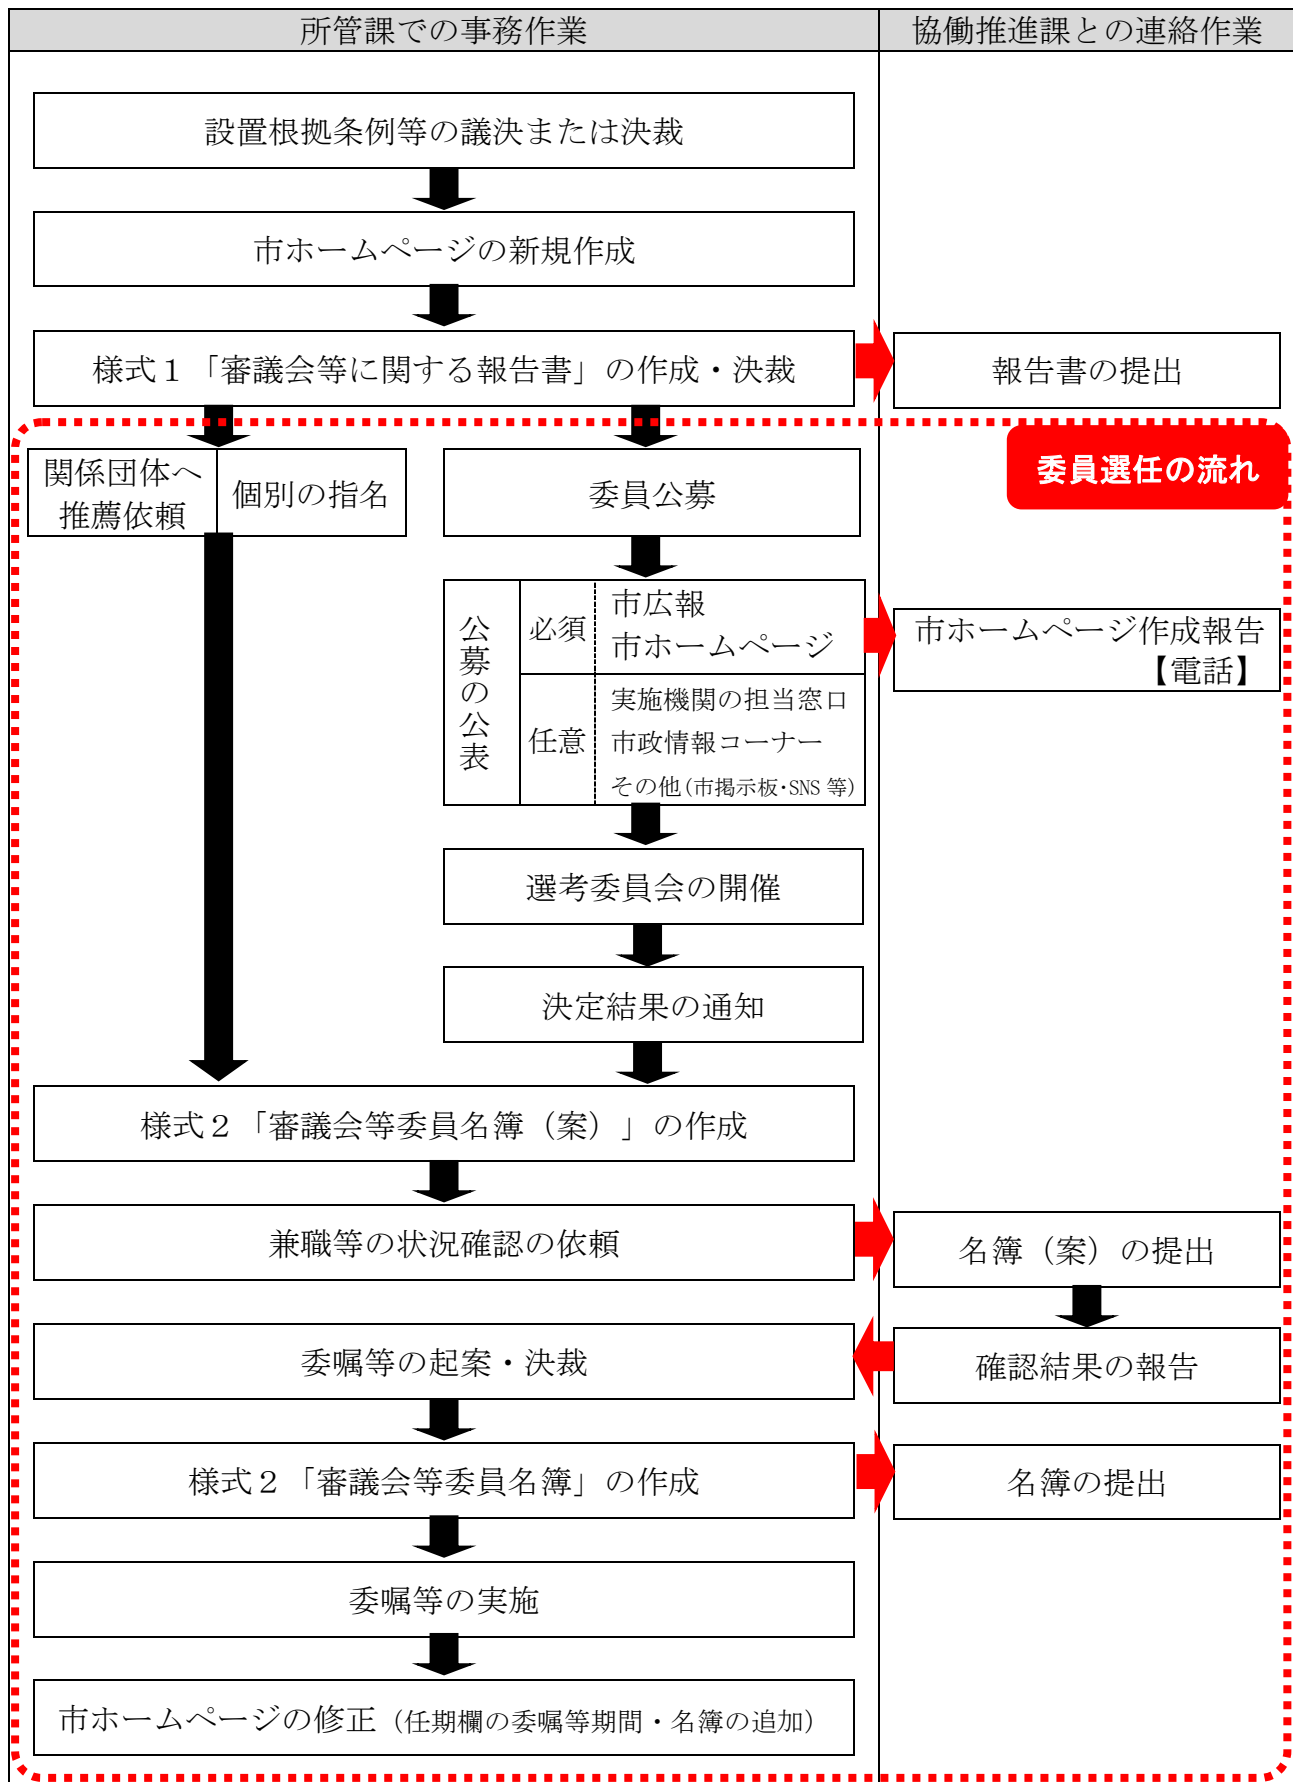 所管課での事務作業
協働推進課との連絡作業
設置根拠条例等の議決または決裁
市ホームページの新規作成
様式１「審議会等に関する報告書」の作成・決裁
報告書の提出
委員選任の流れ
関係団体へ
推薦依頼
個別の指名
委員公募
公募の公表
必須
市広報
市ホームページ
任意
実施機関の担当窓口
市政情報コーナー
その他(市掲示板・SNS 等)
市ホームページ作成報告
【電話】
選考委員会の開催
決定結果の通知
様式２「審議会等委員名簿（案）」の作成
兼職等の状況確認の依頼
名簿（案）の提出
委嘱等の起案・決裁
確認結果の報告
様式２「審議会等委員名簿」の作成
名簿の提出
委嘱等の実施
市ホームページの修正（任期欄の委嘱等期間・名簿の追加）